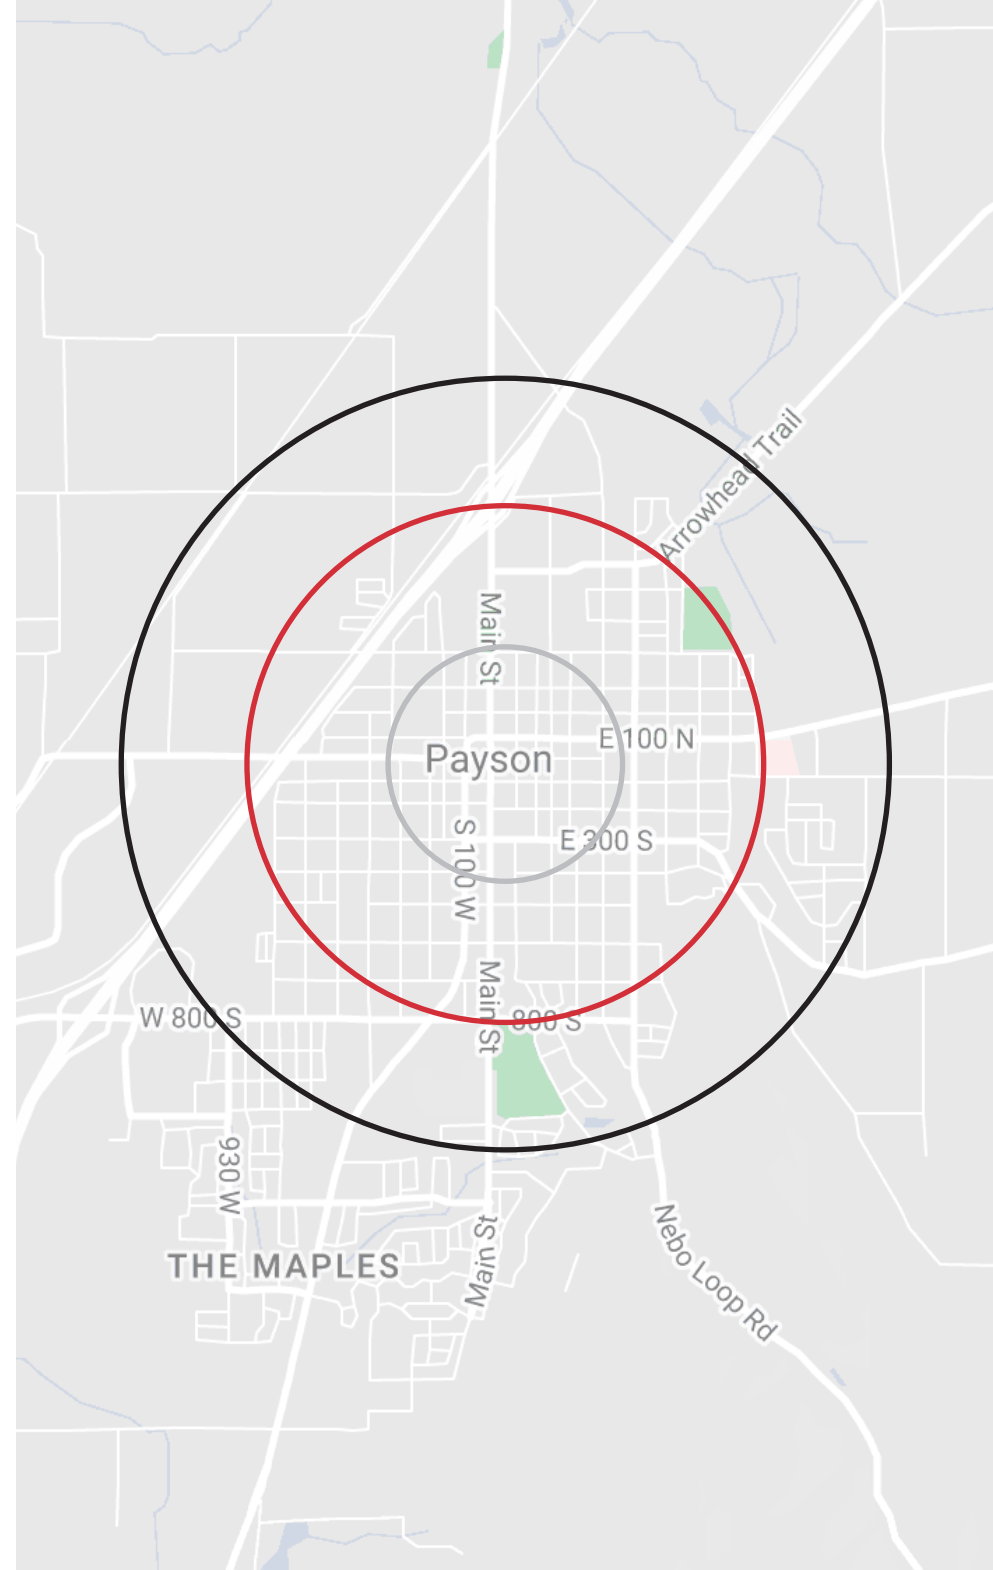 Arrowhead Trail
Main St
E 100 N
Payson
E 300 S
S 100 W
Main St
W 800 S
800 S
930 W
Main St
Nebo Loop Rd
THE MAPLES